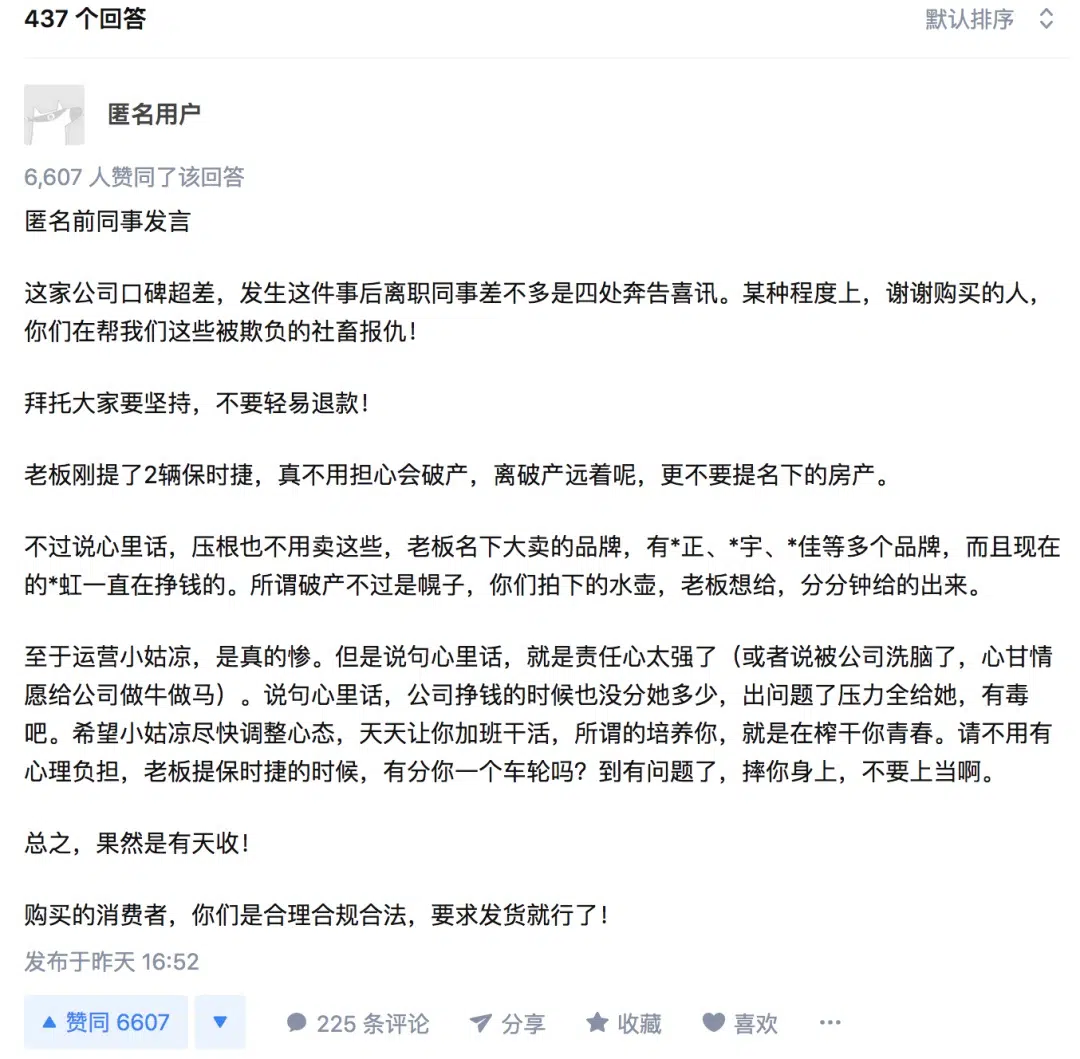 437 个回答
默认排序
匿名用户
6,607 人赞同了该回答
匿名前同事发言
这家公司口碑超差，发生这件事后离职同事差不多是四处奔告喜讯。某种程度上，谢谢购买的人，
你们在帮我们这些被欺负的社畜报仇！
拜托大家要坚持，不要轻易退款！
老板刚提了2辆保时捷，真不用担心会破产，离破产远着呢，更不要提名下的房产。
不过说心里话，压根也不用卖这些，老板名下大卖的品牌，有*正、*宇、*佳等多个品牌，而且现在
的*虹一直在挣钱的。所谓破产不过是幌子，你们拍下的水壶，老板想给，分分钟给的出来。
至于运营小姑凉，是真的惨。但是说句心里话，就是责任心太强了（或者说被公司洗脑了，心甘情
愿给公司做牛做马）。说句心里话，公司挣钱的时候也没分她多少，出问题了压力全给她，有毒
吧。希望小姑凉尽快调整心态，天天让你加班干活，所谓的培养你，就是在榨干你青春。请不用有
心理负担，老板提保时捷的时候，有分你一个车轮吗？到有问题了，摔你身上，不要上当啊。
总之，果然是有天收！
购买的消费者，你们是合理合规合法，要求发货就行了！
发布于昨天 16:52
赞同 6607 225 条评论 分享 收藏 喜欢